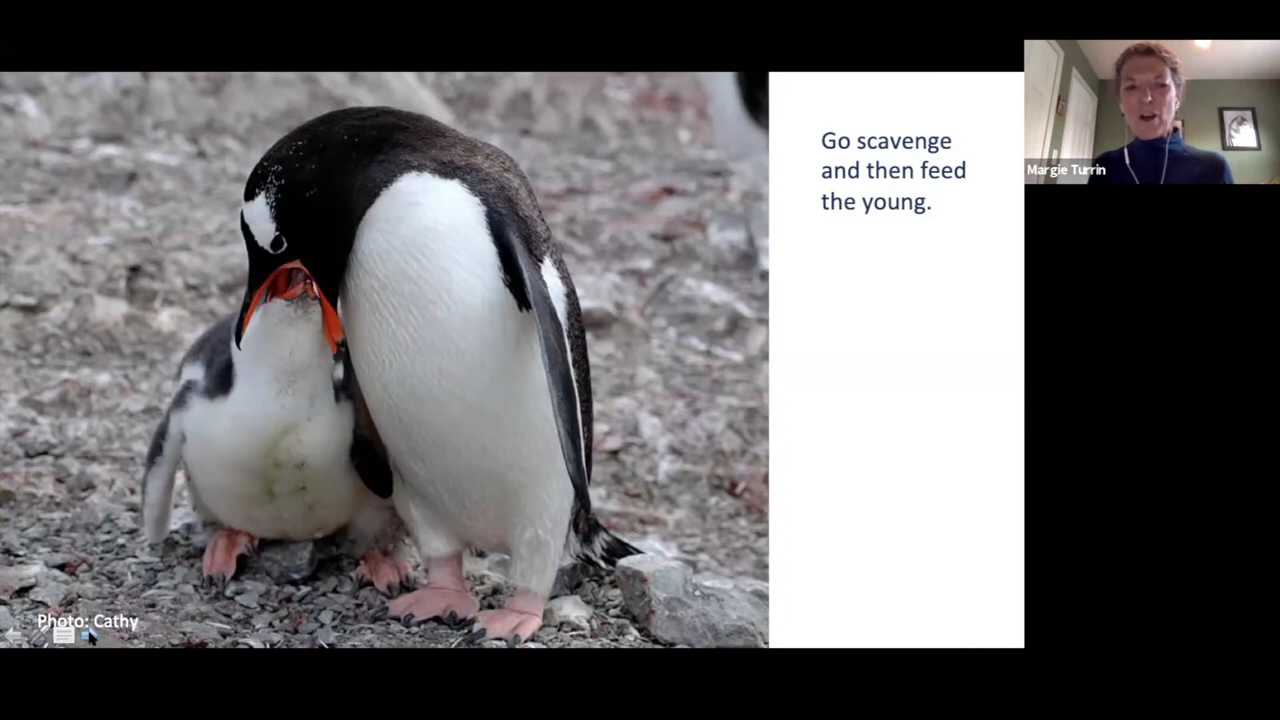 Go scavenge
and then feed
the young.
Margie Turrin
Photo: Cathy